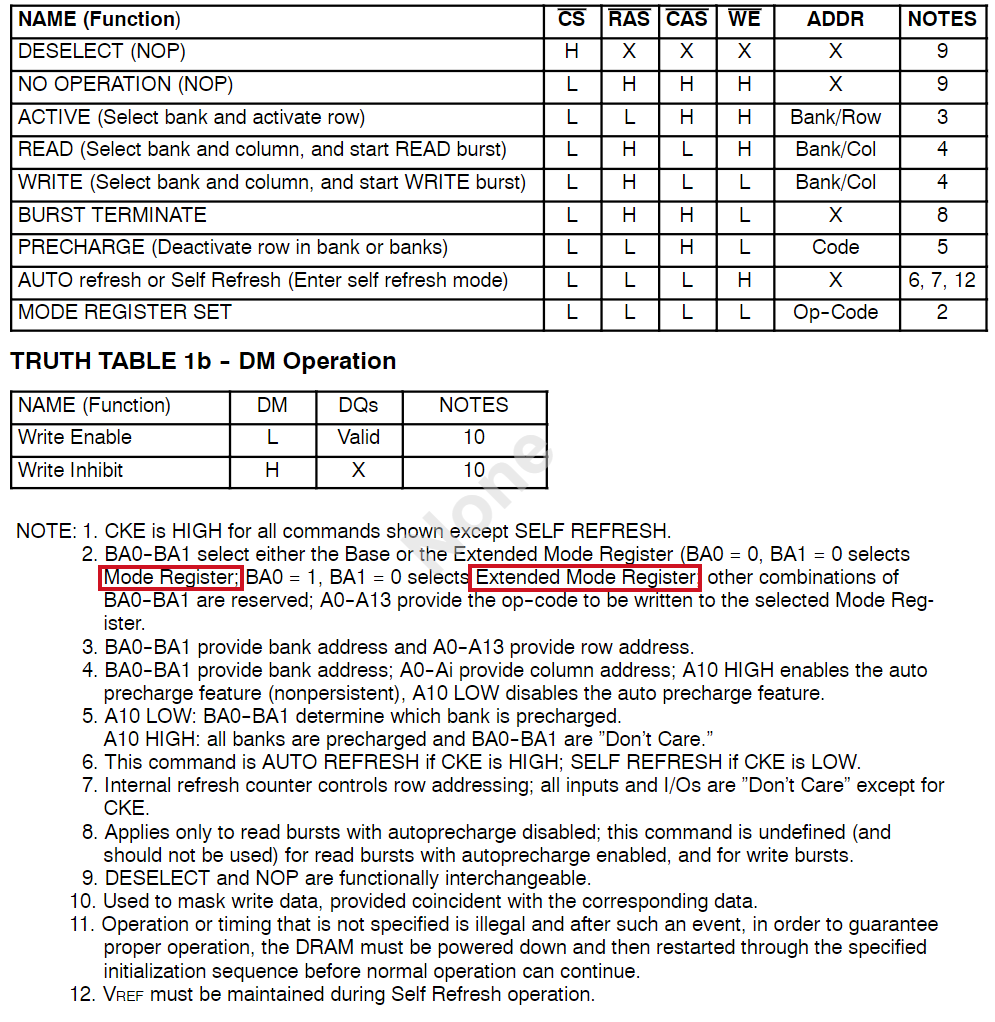 NAME (Function) CS RAS CAS WE ADDR NOTES
DESELECT (NOP) H X X X X 9
NO OPERATION (NOP) L H H H X 9
ACTIVE (Select bank and activate row) L L H H Bank/Row 3
READ (Select bank and column, and start READ burst) L H L H Bank/Col 4
WRITE (Select bank and column, and start WRITE burst) L H L L Bank/Col 4
BURST TERMINATE L H H L X 8
PRECHARGE (Deactivate row in bank or banks) L L H L Code 5
AUTO refresh or Self Refresh (Enter self refresh mode) L L L H X 6, 7, 12
MODE REGISTER SET L L L L Op-Code 2
TRUTH TABLE 1b - DM Operation
NAME (Function) DM DQs NOTES
Write Enable L Valid 10
Write Inhibit H X 10
None
NOTE: 1. CKE is HIGH for all commands shown except SELF REFRESH.
2. BA0-BA1 select either the Base or the Extended Mode Register (BA0 = 0, BA1 = 0 selects
Mode Register; BA0 = 1, BA1 = 0 selects Extended Mode Register other combinations of
BA0-BA1 are reserved; A0-A13 provide the op-code to be written to the selected Mode Reg-
ister.
3. BA0-BA1 provide bank address and A0-A13 provide row address.
4. BA0-BA1 provide bank address; A0-Ai provide column address; A10 HIGH enables the auto
precharge feature (nonpersistent), A10 LOW disables the auto precharge feature.
5. A10 LOW: BA0-BA1 determine which bank is precharged.
A10 HIGH: all banks are precharged and BA0-BA1 are ”Don’t Care.”
6. This command is AUTO REFRESH if CKE is HIGH; SELF REFRESH if CKE is LOW.
7. Internal refresh counter controls row addressing; all inputs and I/Os are ”Don’t Care” except for
CKE.
8. Applies only to read bursts with autoprecharge disabled; this command is undefined (and
should not be used) for read bursts with autoprecharge enabled, and for write bursts.
9. DESELECT and NOP are functionally interchangeable.
10. Used to mask write data, provided coincident with the corresponding data.
11. Operation or timing that is not specified is illegal and after such an event, in order to guarantee
proper operation, the DRAM must be powered down and then restarted through the specified
initialization sequence before normal operation can continue.
12. VREF must be maintained during Self Refresh operation.